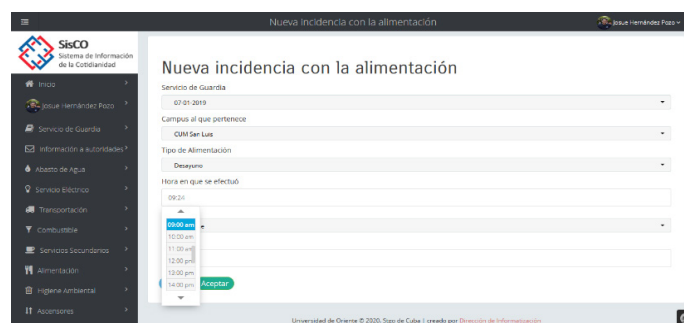 Nueva incidencia con la alimentación
Josue Hernández Pozo
SisCO
Sistema de Información
de la Cotidianidad
Inicio
Josue Hernández Pozo
Servicio de Guardia
Información a autoridades
Abasto de Agua
Servicio Eléctrico
Transportación
Combustible
Servicios Secundarios
Alimentación
Higiene Ambiental
Ascensores
Nueva incidencia con la alimentación
Servicio de Guardia
07-01-2019
Campus al que pertenece
CUM San Luis
Tipo de Alimentación
Desayuno
Hora en que se efectuó
09:24
09:00 am
10:00 am
11:00 am
12:00 pm
13:00 pm
14:00 pm
Aceptar
Universidad de Oriente © 2020. Stgo de Cuba | creado por Dirección de Informatización